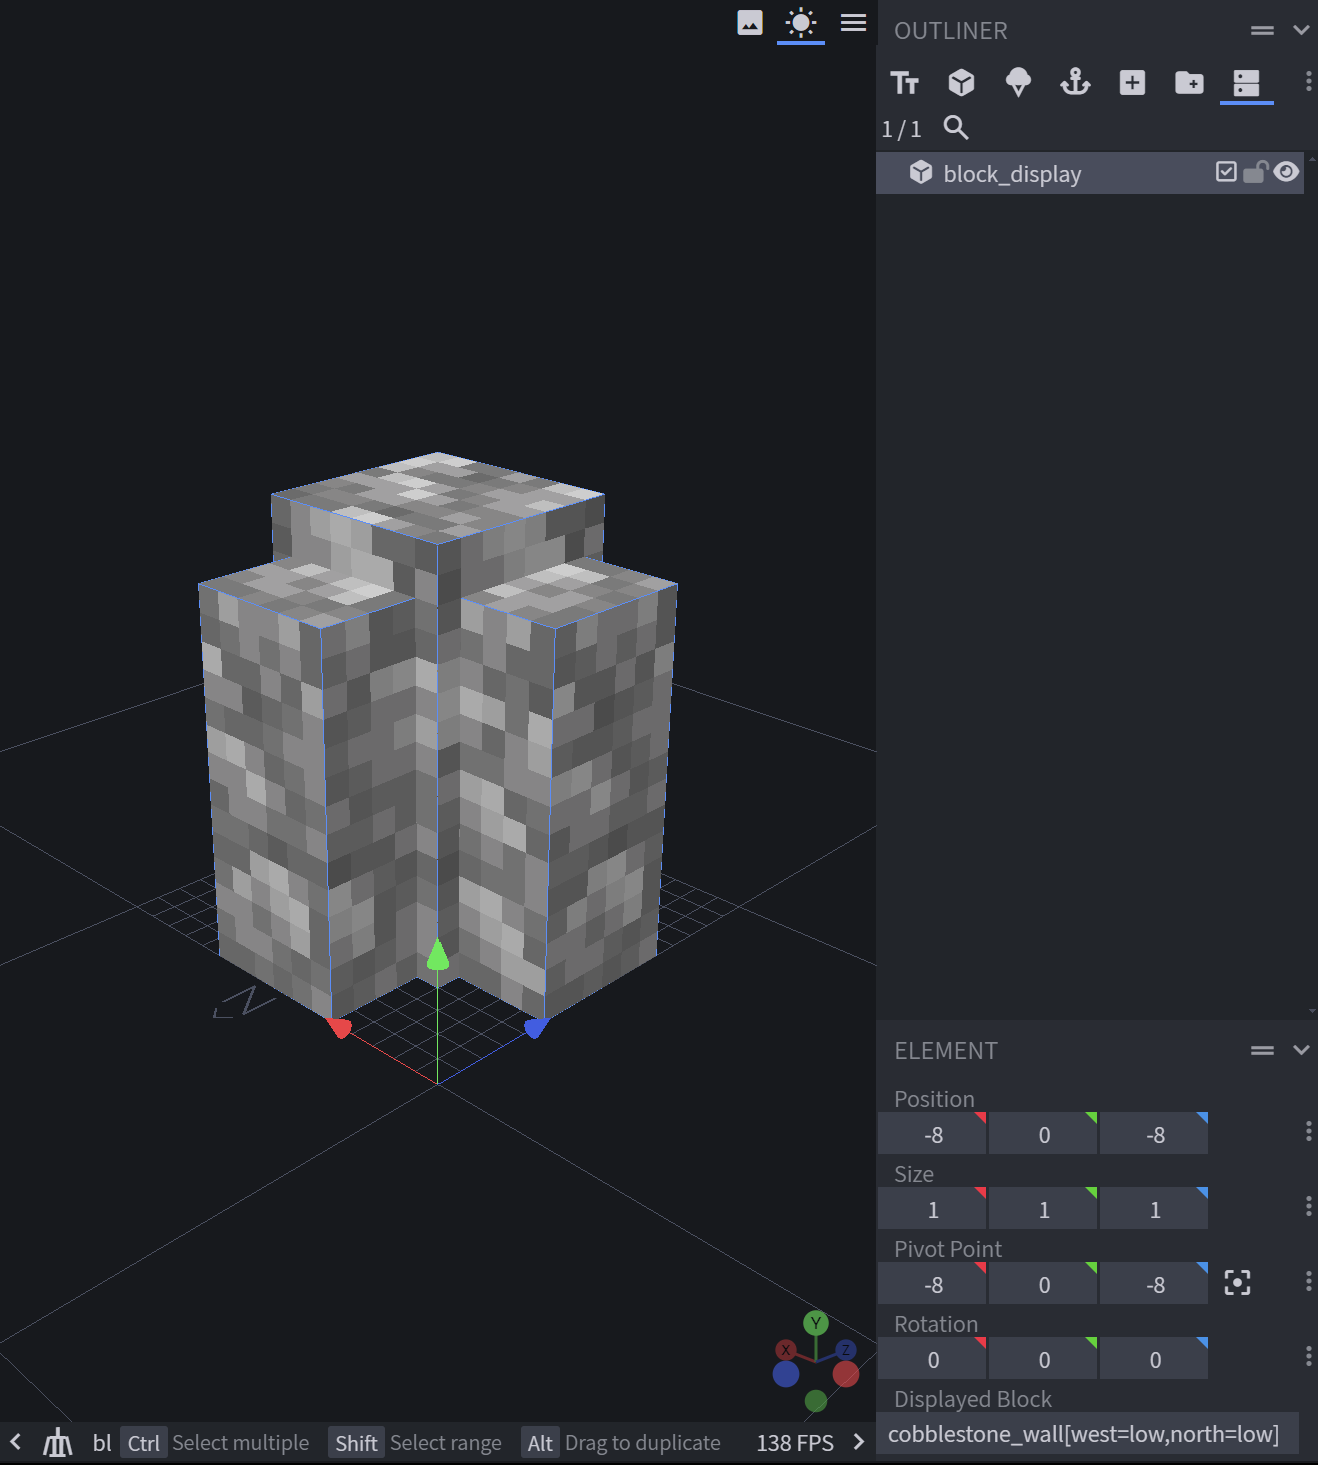 OUTLINER
1 / 1
block_display
N
ELEMENT
Position
-8 0 -8
Size
1 1 1
Pivot Point
-8 0 -8
Rotation
0 0 0
Displayed Block
cobblestone_wall[west=low,north=low]
Y
X Z
bl Ctrl Select multiple Shift Select range Alt Drag to duplicate 138 FPS